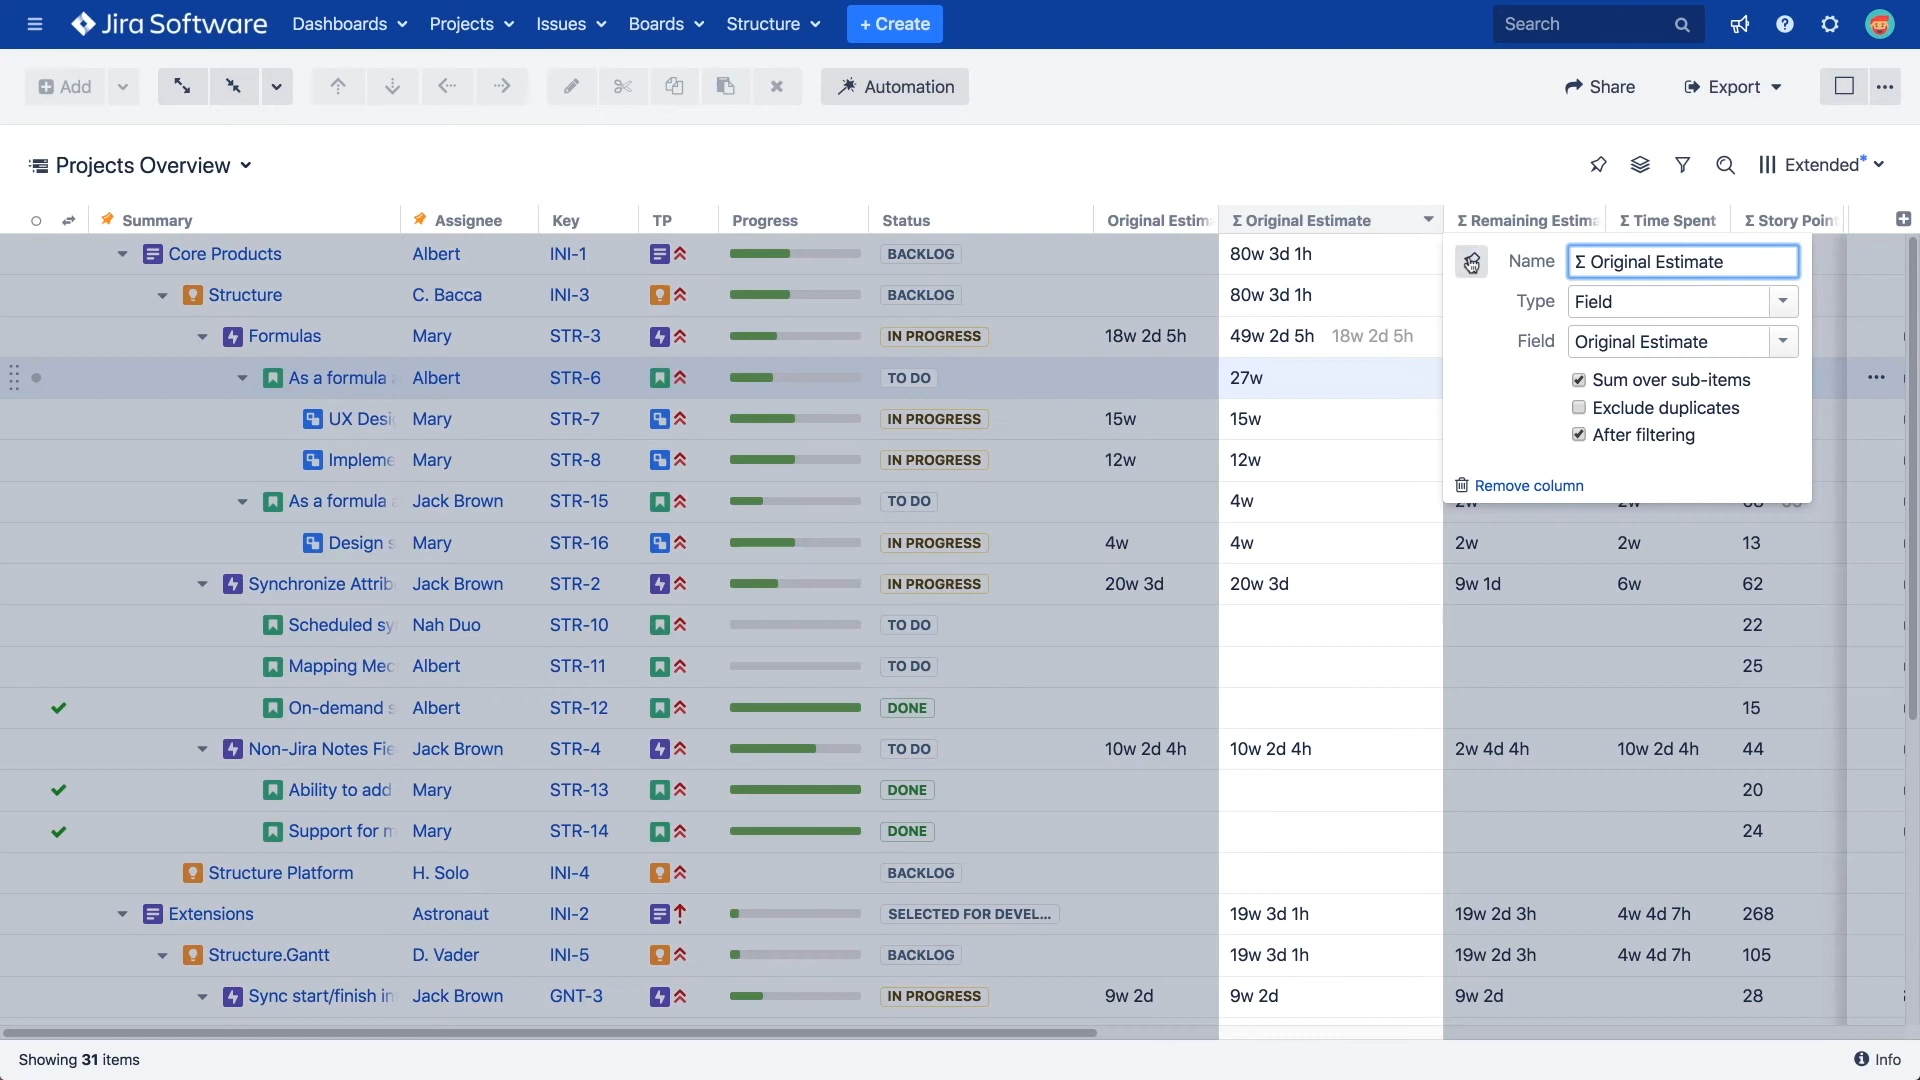 Jira Software Dashboards Projects Issues Boards Structure + Create Search
Add Automation Share Export
Projects Overview Extended*
Summary Assignee Key TP Progress Status Original Estim Σ Original Estimate Σ Remaining Estima Σ Time Spent Σ Story Poin
Core Products Albert INI-1 BACKLOG 80w 3d 1h
Structure C. Bacca INI-3 BACKLOG 80w 3d 1h
Formulas Mary STR-3 IN PROGRESS 18w 2d 5h 49w 2d 5h 18w 2d 5h
As a formula Albert STR-6 TO DO 27w
UX Desi Mary STR-7 IN PROGRESS 15w 15w
Impleme Mary STR-8 IN PROGRESS 12w 12w
As a formula Jack Brown STR-15 TO DO 4w 2w 2w
Design s Mary STR-16 IN PROGRESS 4w 4w 2w 2w 13
Synchronize Attrib Jack Brown STR-2 IN PROGRESS 20w 3d 20w 3d 9w 1d 6w 62
Scheduled sy Nah Duo STR-10 TO DO 22
Mapping Mec Albert STR-11 TO DO 25
On-demand s Albert STR-12 DONE 15
Non-Jira Notes Fie Jack Brown STR-4 TO DO 10w 2d 4h 10w 2d 4h 2w 4d 4h 10w 2d 4h 44
Ability to add Mary STR-13 DONE 20
Support for m Mary STR-14 DONE 24
Structure Platform H. Solo INI-4 BACKLOG
Extensions Astronaut INI-2 SELECTED FOR DEVEL... 19w 3d 1h 19w 2d 3h 4w 4d 7h 268
Structure.Gantt D. Vader INI-5 BACKLOG 19w 3d 1h 19w 2d 3h 4w 4d 7h 105
Sync start/finish in Jack Brown GNT-3 IN PROGRESS 9w 2d 9w 2d 9w 2d 28
Name Σ Original Estimate
Type Field
Field Original Estimate
Sum over sub-items
Exclude duplicates
After filtering
Remove column
Showing 31 items Info